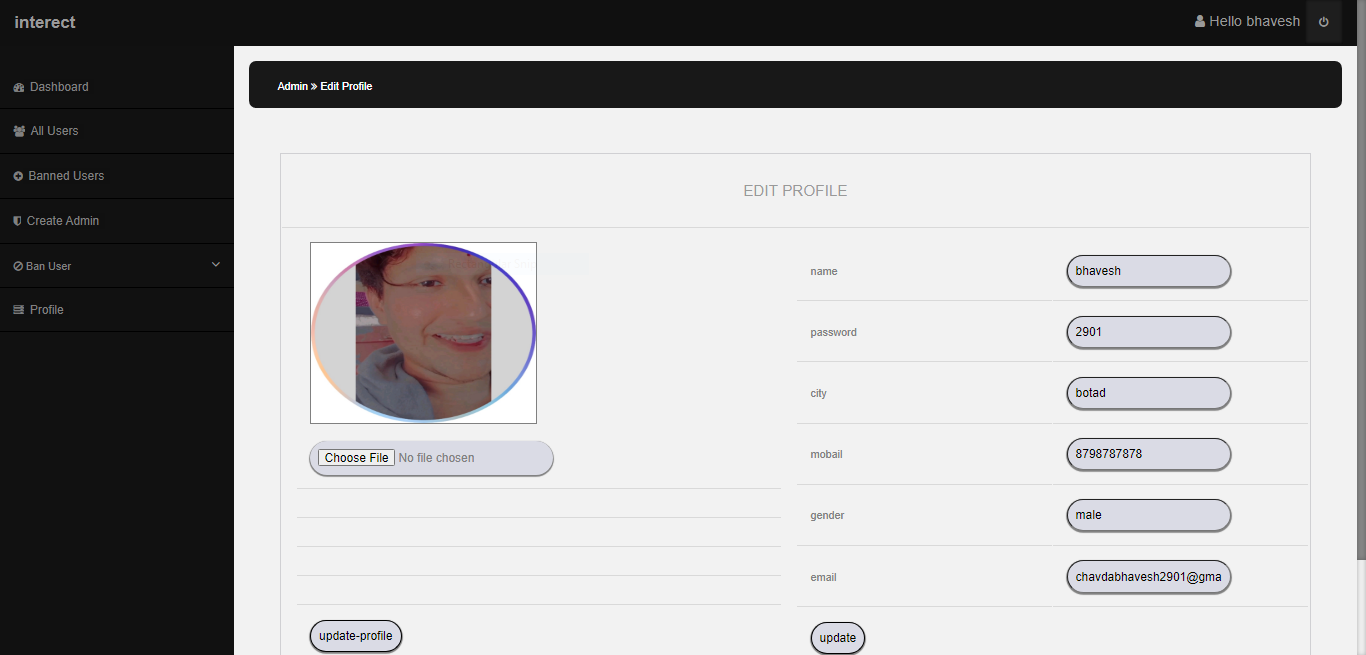 interect
Hello bhavesh
Dashboard
All Users
Banned Users
Create Admin
Ban User
Profile
Admin » Edit Profile
EDIT PROFILE
Choose File No file chosen
update-profile
name bhavesh
password 2901
city botad
mobail 8798787878
gender male
email chavdabhavesh2901@gma
update